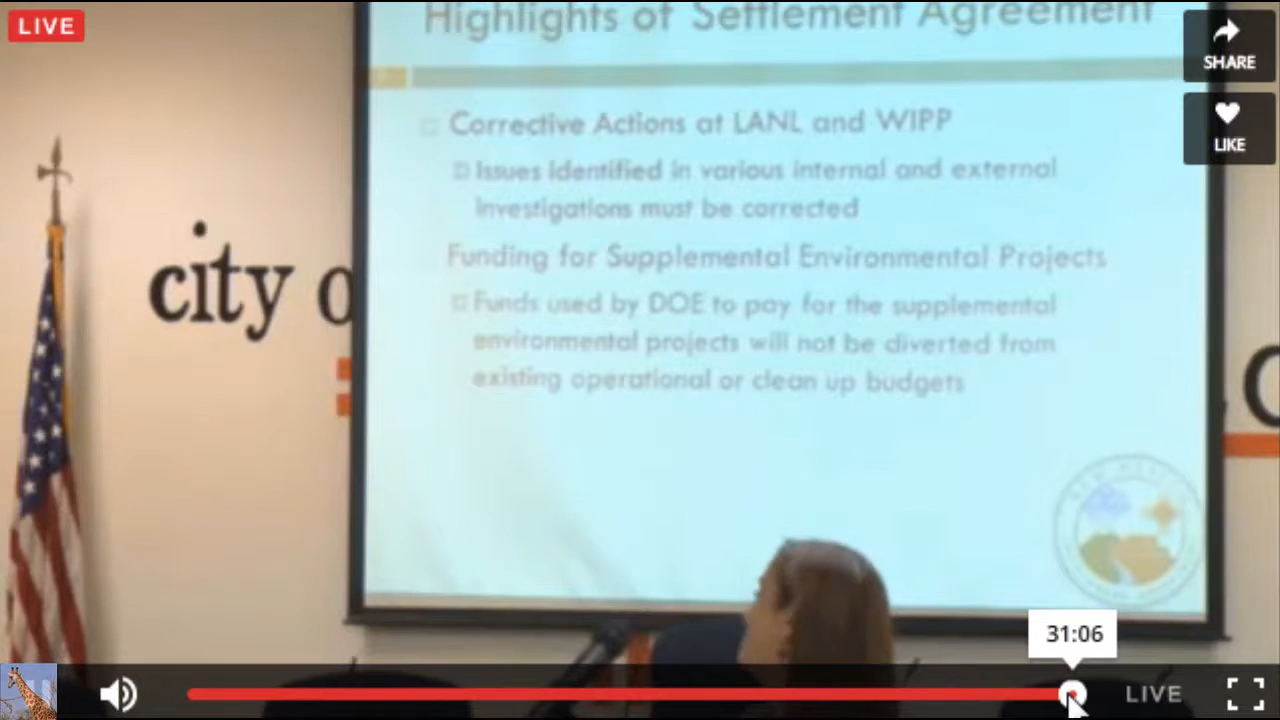 LIVE
Highlights of Settlement Agreement
SHARE
Corrective Actions at LANL and WIPP
LIKE
Issues identified in various internal and external
investigations must be corrected
city o
Funding for Supplemental Environmental Projects
Funds used by DOE to pay for the supplemental
environmental projects will not be diverted from
existing operational or clean up budgets
31:06
LIVE